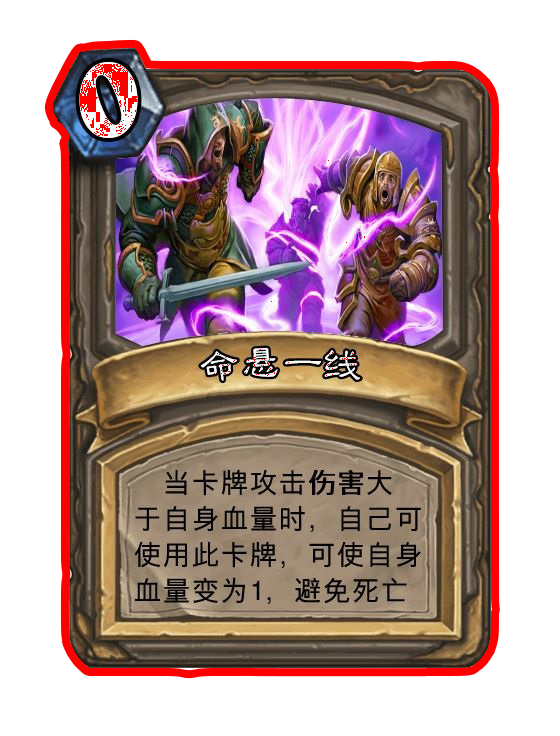 0
命悬一线
当卡牌攻击伤害大
于自身血量时，自己可
使用此卡牌，可使自身
血量变为1，避免死亡